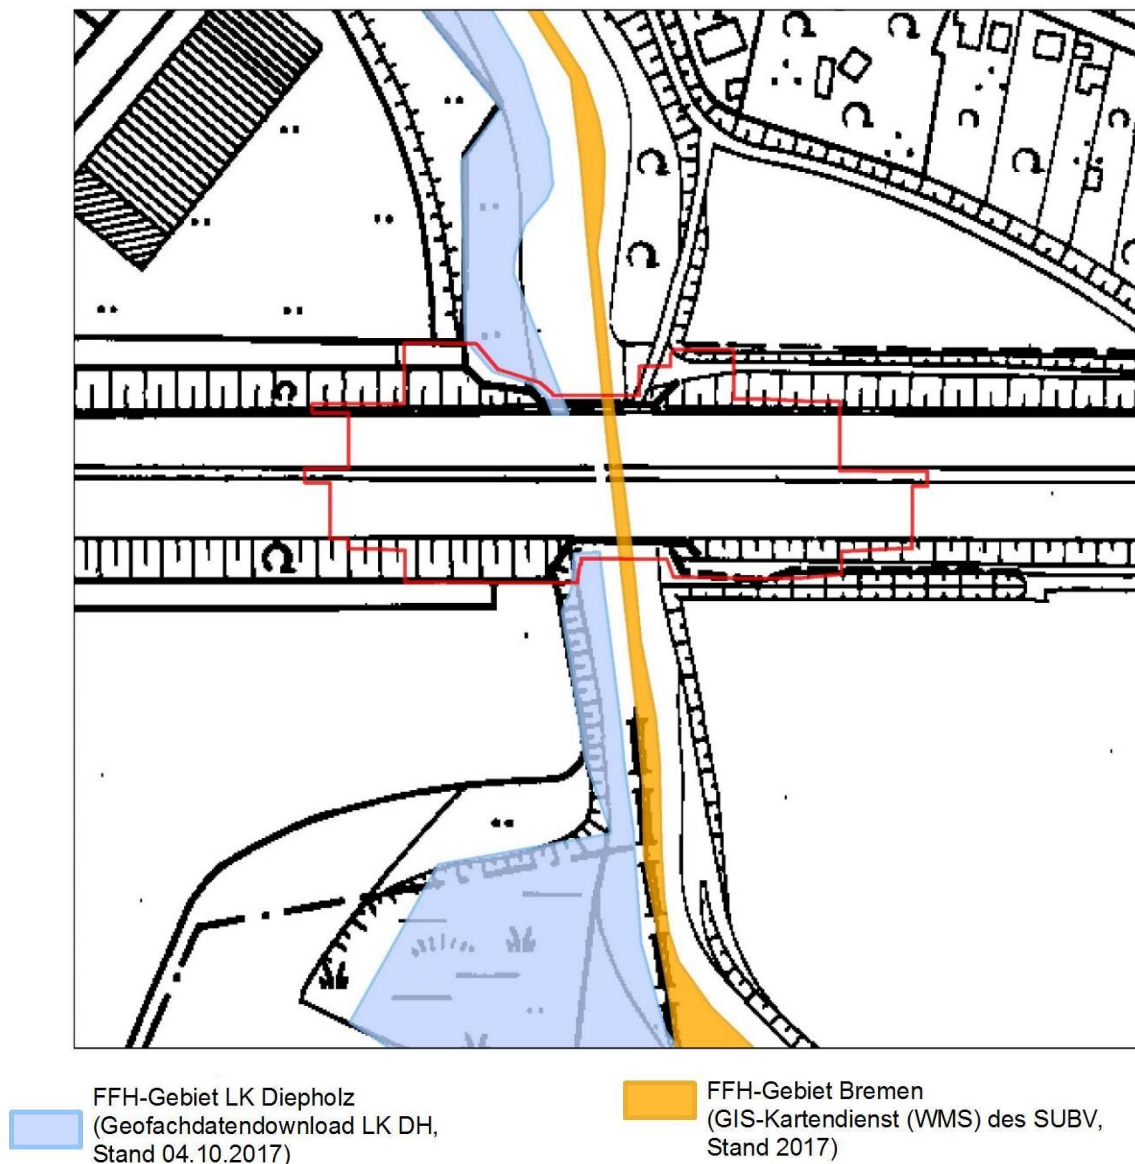 FFH-Gebiet LK Diepholz
(Geofachdatendownload LK DH,
Stand 04.10.2017)
FFH-Gebiet Bremen
(GIS-Kartendienst (WMS) des SUBV,
Stand 2017)